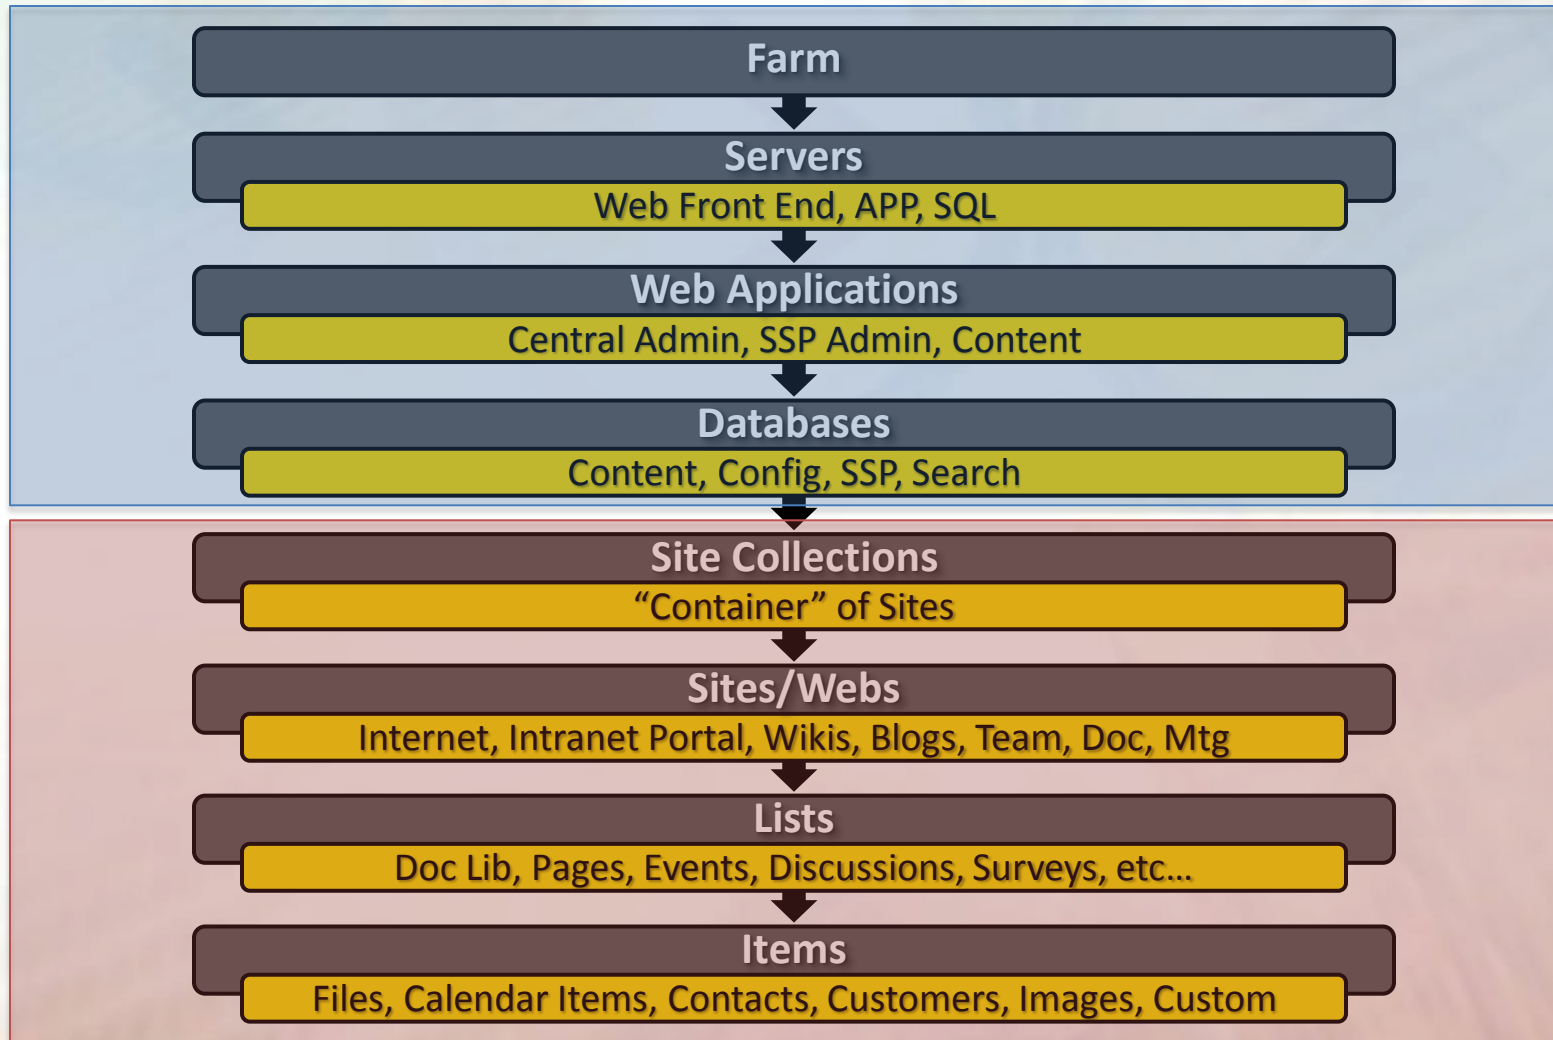 Farm
Servers
Web Front End, APP, SQL
Web Applications
Central Admin, SSP Admin, Content
Databases
Content, Config, SSP, Search
Site Collections
“Container” of Sites
Sites/Webs
Internet, Intranet Portal, Wikis, Blogs, Team, Doc, Mtg
Lists
Doc Lib, Pages, Events, Discussions, Surveys, etc…
Items
Files, Calendar Items, Contacts, Customers, Images, Custom